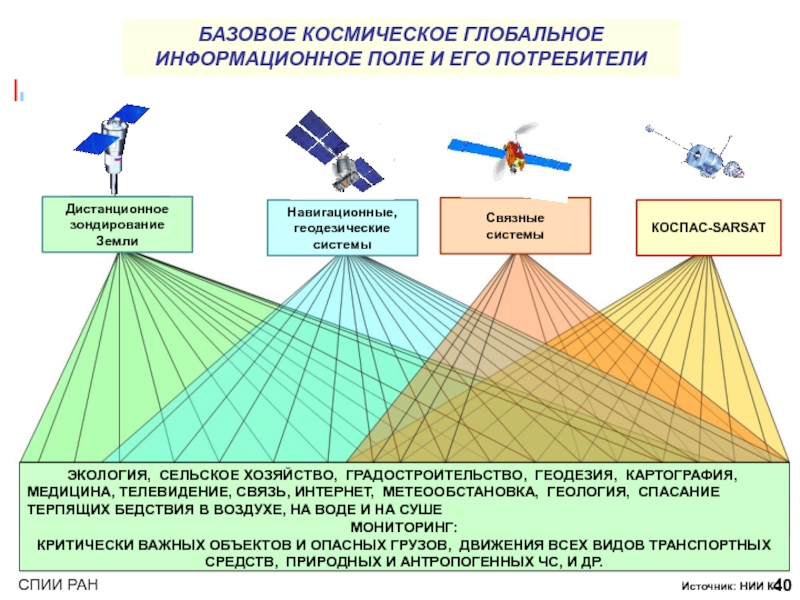 БАЗОВОЕ КОСМИЧЕСКОЕ ГЛОБАЛЬНОЕ
ИНФОРМАЦИОННОЕ ПОЛЕ И ЕГО ПОТРЕБИТЕЛИ
Дистанционное
зондирование
Земли
Навигационные,
геодезические
системы
Связные
системы
КОСПАС-SARSAT
ЭКОЛОГИЯ, СЕЛЬСКОЕ ХОЗЯЙСТВО, ГРАДОСТРОИТЕЛЬСТВО, ГЕОДЕЗИЯ, КАРТОГРАФИЯ,
МЕДИЦИНА, ТЕЛЕВИДЕНИЕ, СВЯЗЬ, ИНТЕРНЕТ, МЕТЕООБСТАНОВКА, ГЕОЛОГИЯ, СПАСАНИЕ
ТЕРПЯЩИХ БЕДСТВИЯ В ВОЗДУХЕ, НА ВОДЕ И НА СУШЕ
МОНИТОРИНГ:
КРИТИЧЕСКИ ВАЖНЫХ ОБЪЕКТОВ И ОПАСНЫХ ГРУЗОВ, ДВИЖЕНИЯ ВСЕХ ВИДОВ ТРАНСПОРТНЫХ
СРЕДСТВ, ПРИРОДНЫХ И АНТРОПОГЕННЫХ ЧС, И ДР.
СПИИ РАН
Источник: НИИ 40